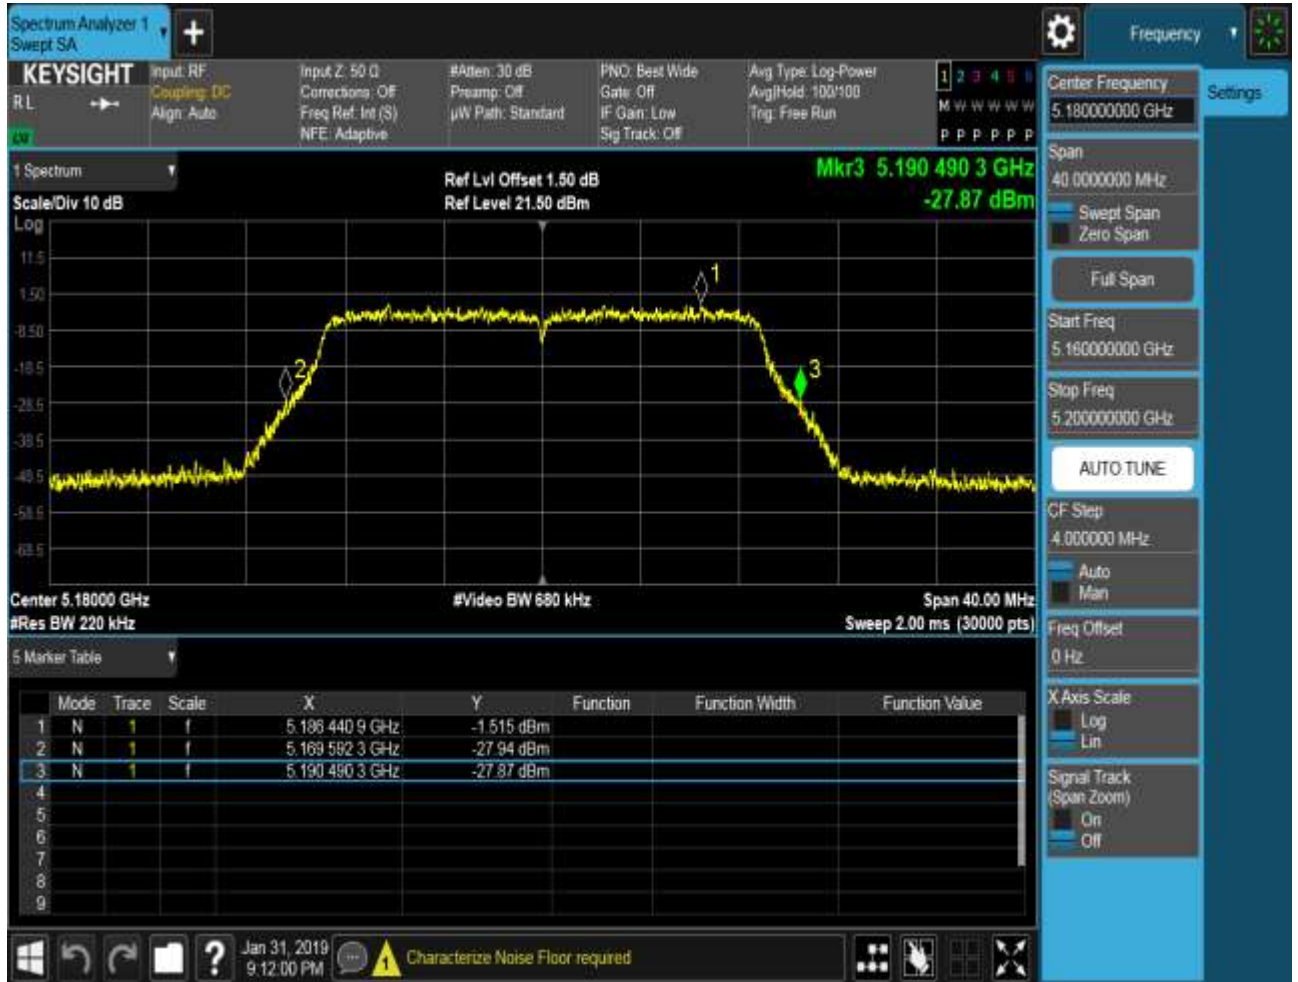 Spectrum Analyzer 1
Swept SA
+
Frequency
KEYSIGHT
RL
Input: RF
Coupling: DC
Align: Auto
Input Z: 50 Ω
Corrections: Off
Freq Ref: Int (S)
NFE: Adaptive
#Atten: 30 dB
Preamp: Off
µW Path: Standard
PNO: Best Wide
Gate: Off
IF Gain: Low
Sig Track: Off
Avg Type: Log-Power
Avg|Hold: 100/100
Trig: Free Run
1 2 3 4 5 6
M W W W W W
P P P P P P
1 Spectrum
Scale/Div 10 dB
Ref Lvl Offset 1.50 dB
Ref Level 21.50 dBm
Mkr3 5.190 490 3 GHz
-27.87 dBm
Log
11.5
1.50
-8.50
-18.5
-28.5
-38.5
-48.5
-58.5
-68.5
1
2
3
Center 5.18000 GHz
#Res BW 220 kHz
#Video BW 680 kHz
Span 40.00 MHz
Sweep 2.00 ms (30000 pts)
5 Marker Table
Mode Trace Scale X Y Function Function Width Function Value
1 N 1 f 5.186 440 9 GHz -1.515 dBm
2 N 1 f 5.169 592 3 GHz -27.94 dBm
3 N 1 f 5.190 490 3 GHz -27.87 dBm
4
5
6
7
8
9
?
Jan 31, 2019
9:12:00 PM
1
Characterize Noise Floor required
Settings
Center Frequency
5.180000000 GHz
Span
40.0000000 MHz
Swept Span
Zero Span
Full Span
Start Freq
5.160000000 GHz
Stop Freq
5.200000000 GHz
AUTO TUNE
CF Step
4.000000 MHz
Auto
Man
Freq Offset
0 Hz
X Axis Scale
Log
Lin
Signal Track
(Span Zoom)
On
Off